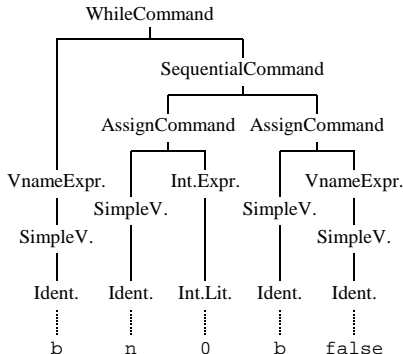 WhileCommand
SequentialCommand
AssignCommand AssignCommand
VnameExpr. Int.Expr. VnameExpr.
SimpleV. SimpleV.
SimpleV. SimpleV.
Ident. Ident. Int.Lit. Ident. Ident.
b n 0 b false